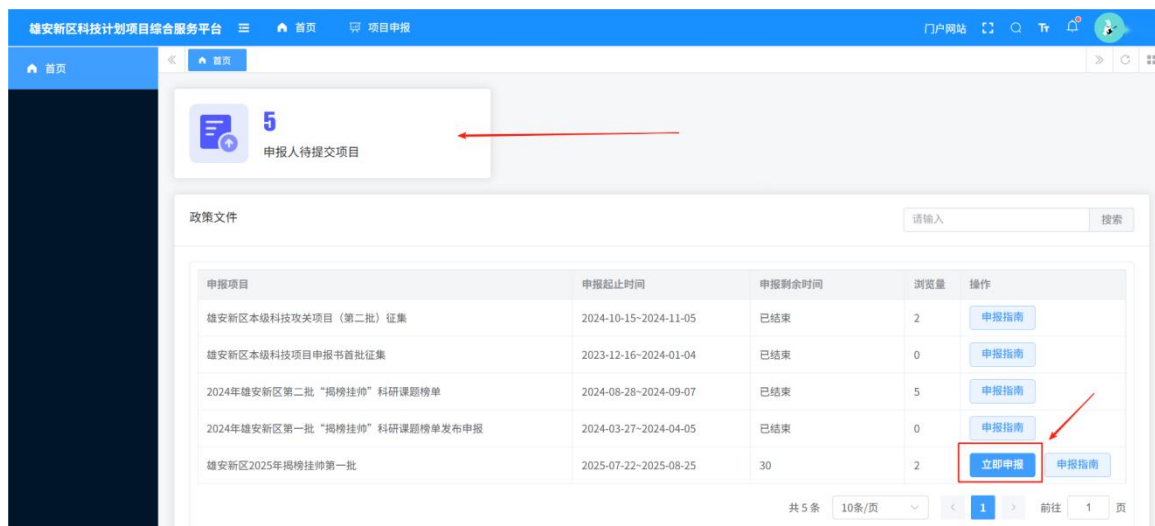 雄安新区科技计划项目综合服务平台 首页 项目申报 门户网站 Tт
首页 首页
5
申报人待提交项目
政策文件 请输入 搜索
申报项目 申报起止时间 申报剩余时间 浏览量 操作
雄安新区本级科技攻关项目（第二批）征集 2024-10-15~2024-11-05 已结束 2 申报指南
雄安新区本级科技项目申报书首批征集 2023-12-16~2024-01-04 已结束 0 申报指南
2024年雄安新区第二批“揭榜挂帅”科研课题榜单 2024-08-28~2024-09-07 已结束 5 申报指南
2024年雄安新区第一批“揭榜挂帅”科研课题榜单发布申报 2024-03-27~2024-04-05 已结束 0 申报指南
雄安新区2025年揭榜挂帅第一批 2025-07-22~2025-08-25 30 2 立即申报 申报指南
共 5 条 10条/页 1 前往 1 页